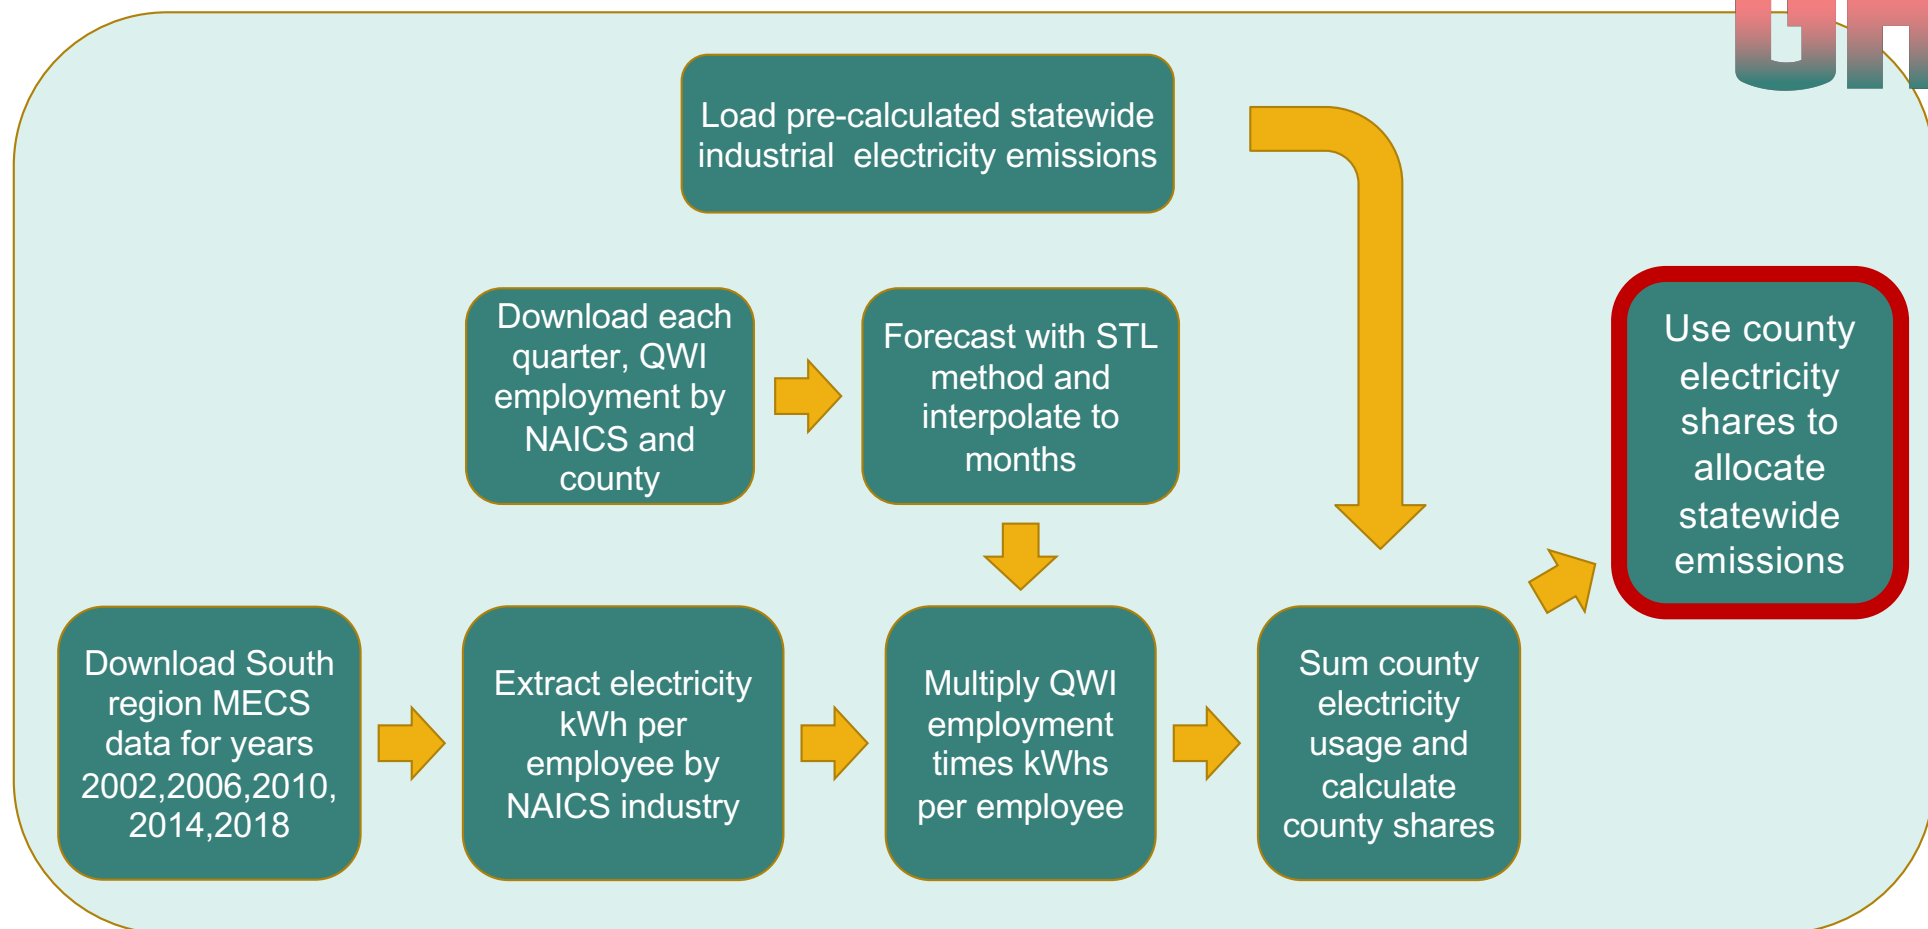 Load pre-calculated statewide
industrial electricity emissions
Download each
quarter, QWI
employment by
NAICS and
county
Forecast with STL
method and
interpolate to
months
Use county
electricity
shares to
allocate
statewide
emissions
Download South
region MECS
data for years
2002,2006,2010,
2014,2018
Extract electricity
kWh per
employee by
NAICS industry
Multiply QWI
employment
times kWhs
per employee
Sum county
electricity
usage and
calculate
county shares